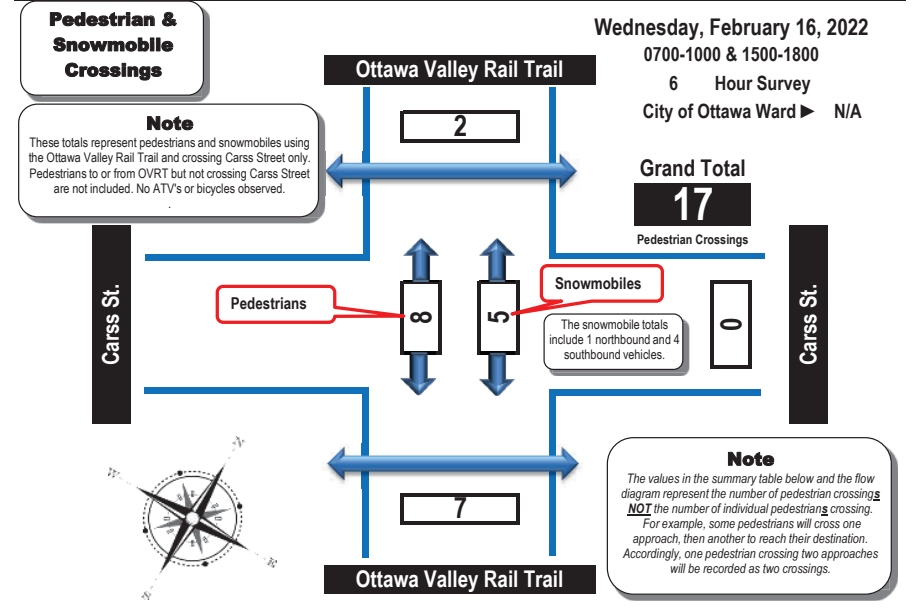 Pedestrian &
Snowmobile
Crossings
Wednesday, February 16, 2022
0700-1000 & 1500-1800
6 Hour Survey
City of Ottawa Ward ► N/A
Ottawa Valley Rail Trail
2
Note
These totals represent pedestrians and snowmobiles using
the Ottawa Valley Rail Trail and crossing Carss Street only.
Pedestrians to or from OVRT but not crossing Carss Street
are not included. No ATV's or bicycles observed.
.
Grand Total
17
Pedestrian Crossings
Carss St.
Pedestrians
8
5
Snowmobiles
The snowmobile totals
include 1 northbound and 4
southbound vehicles.
0
Carss St.
N
W
E
S
7
Ottawa Valley Rail Trail
Note
The values in the summary table below and the flow
diagram represent the number of pedestrian crossings
NOT the number of individual pedestrians crossing.
For example, some pedestrians will cross one
approach, then another to reach their destination.
Accordingly, one pedestrian crossing two approaches
will be recorded as two crossings.